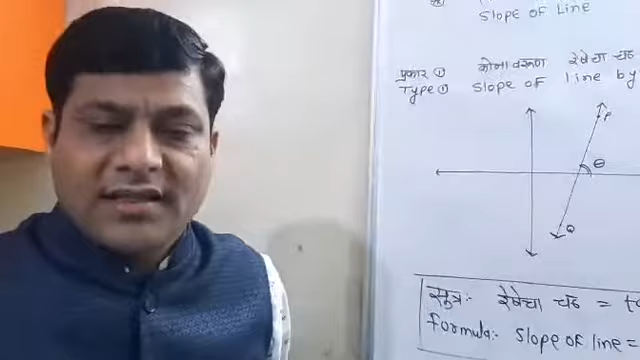 Slope of Line
प्रकार ① कोनावरून रेषेचा चढ
Type ① Slope of line by
P
θ
Q
सूत्र:- रेषेचा चढ =
formula:- Slope of line =